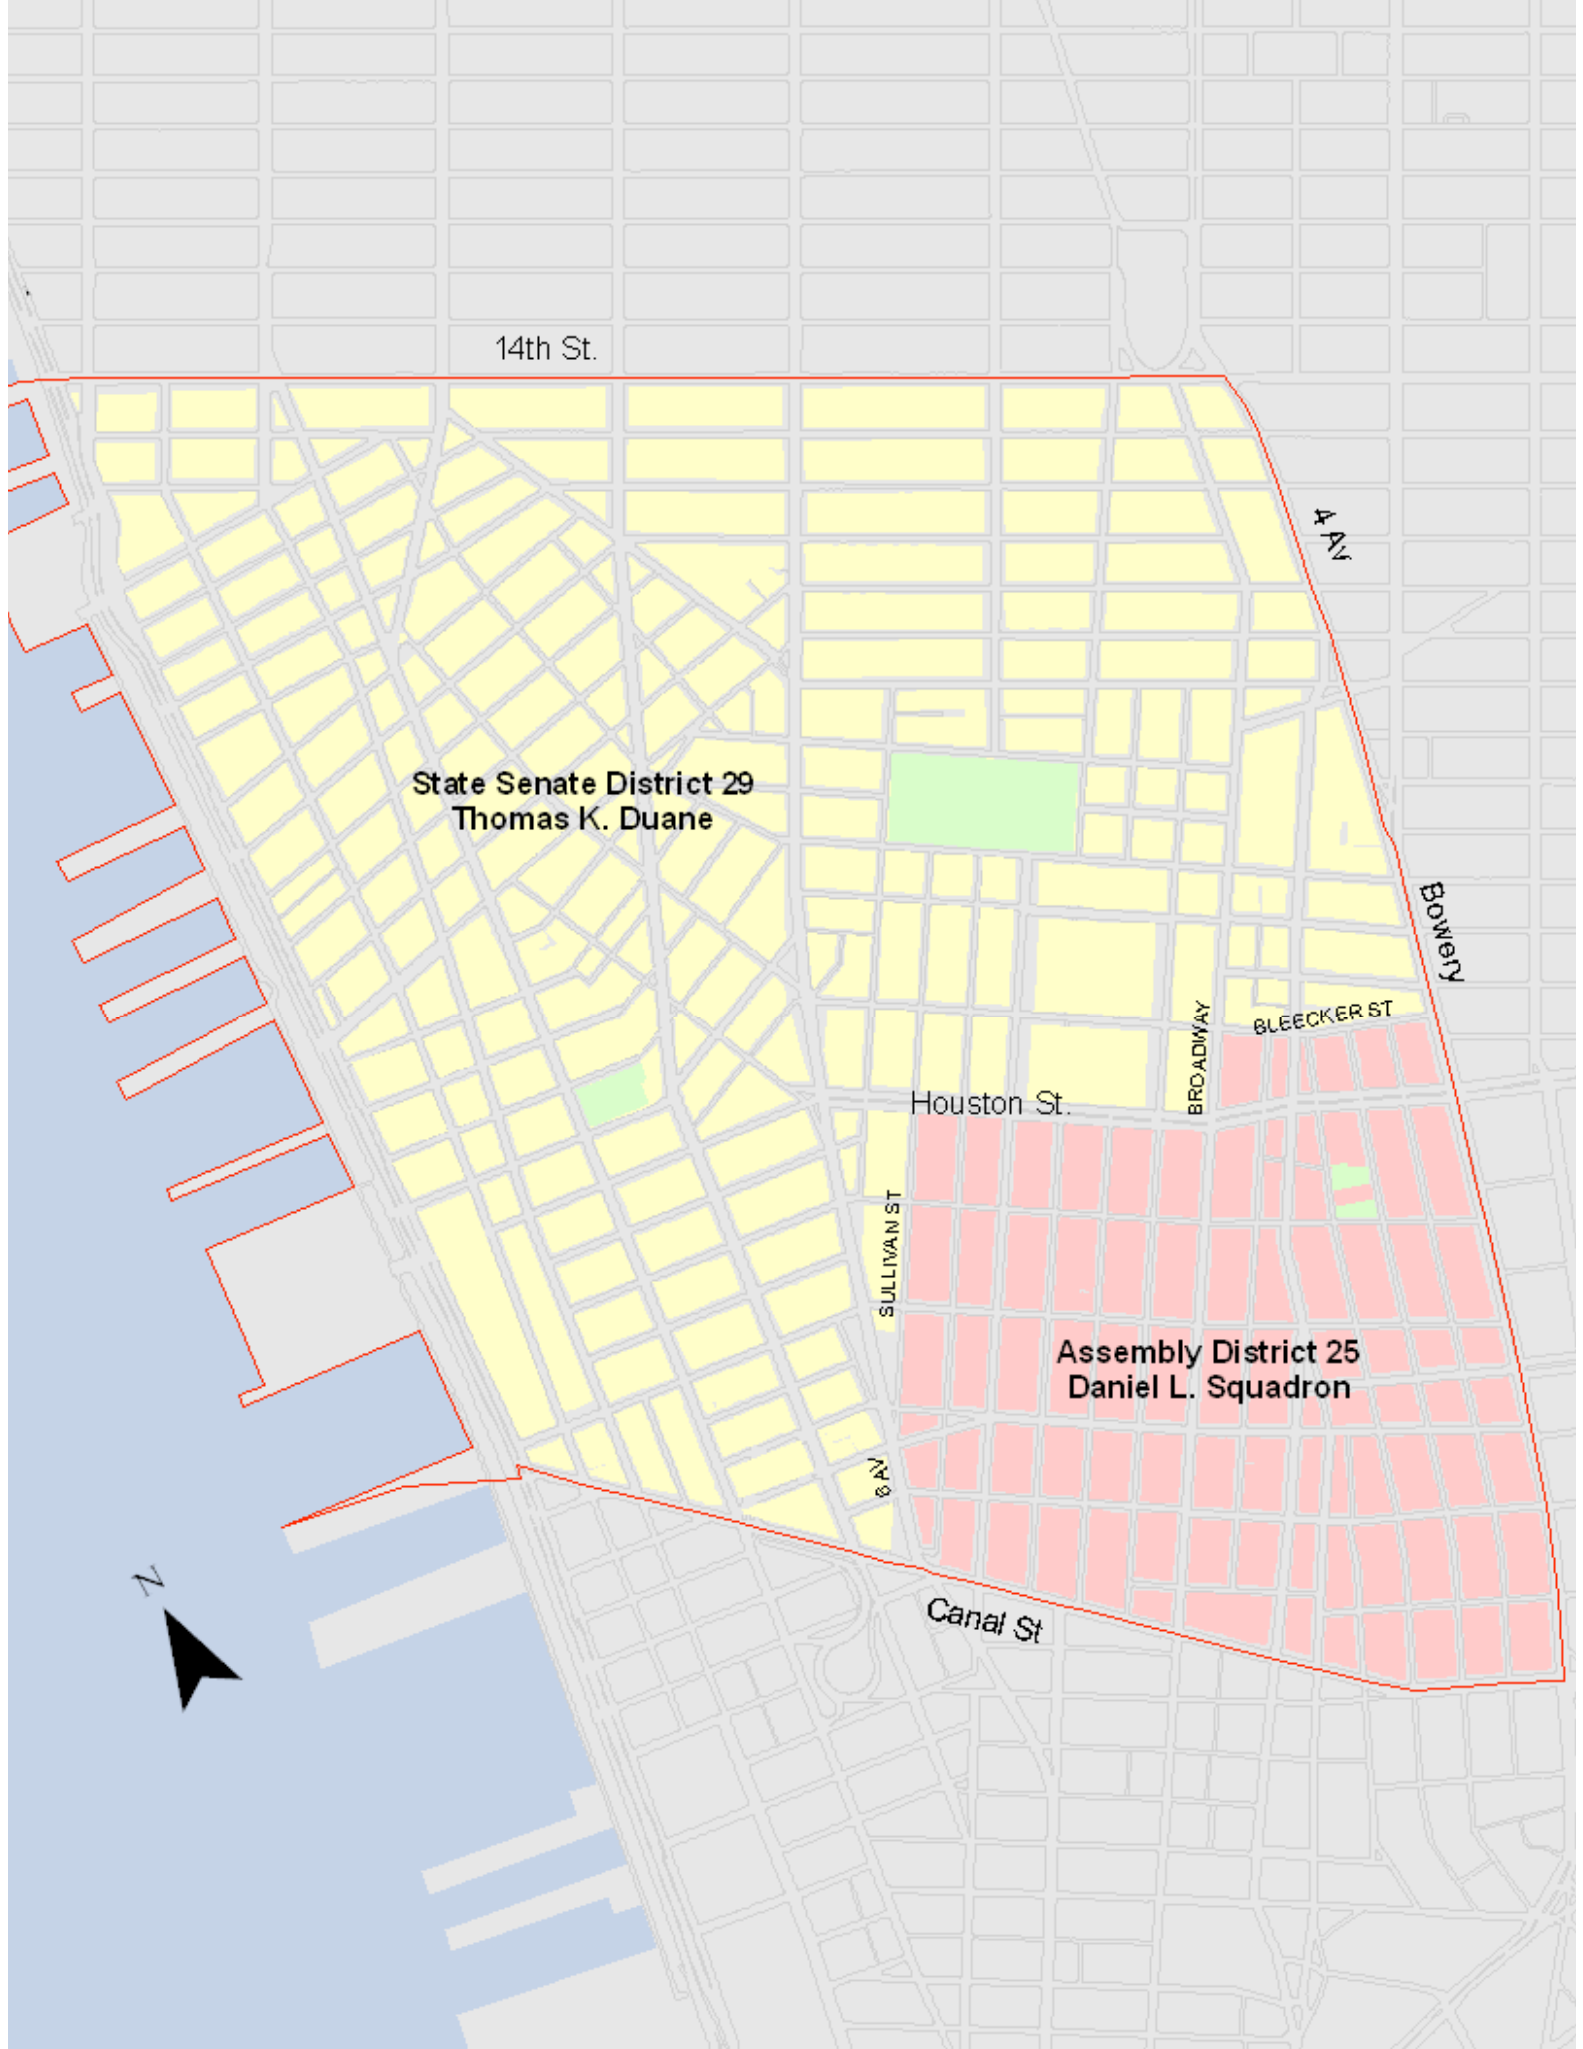 14th St.
4 AV
State Senate District 29
Thomas K. Duane
Bowery
BLEECKER ST
BROADWAY
Houston St.
SULLIVAN ST
Assembly District 25
Daniel L. Squadron
6 AV
N
Canal St